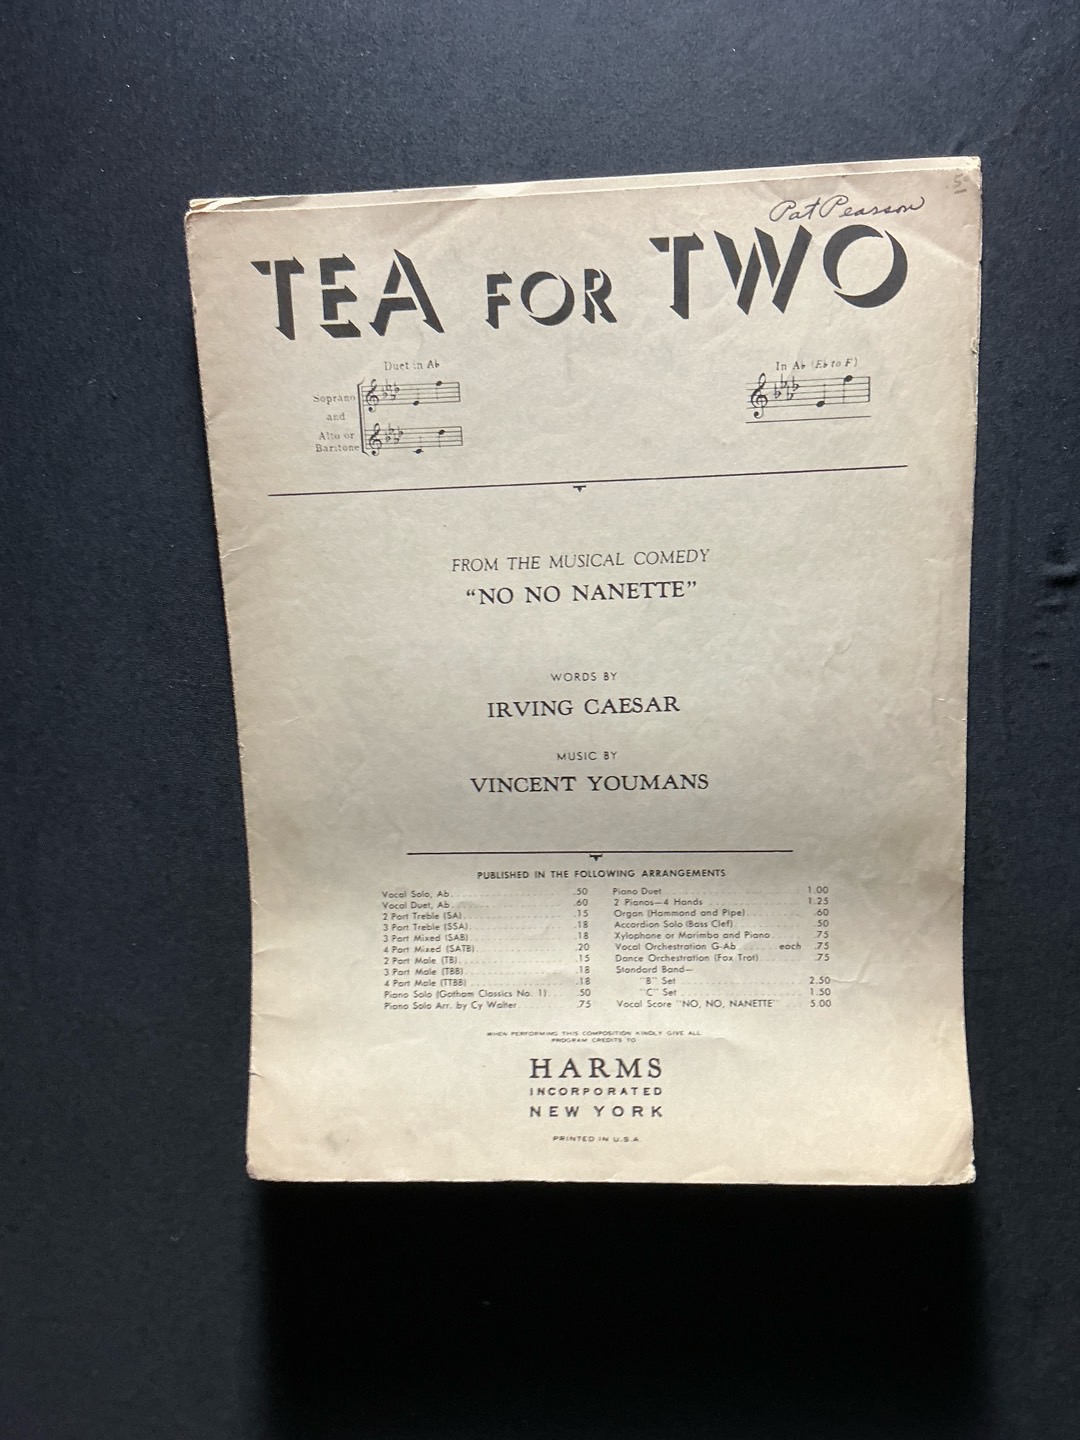 .5
Pat Pearson
TEA FOR TWO
Duet in A♭
In A♭ (E♭ to F)
Soprano
and
Alto or
Baritone
FROM THE MUSICAL COMEDY
“NO NO NANETTE”
WORDS BY
IRVING CAESAR
MUSIC BY
VINCENT YOUMANS
PUBLISHED IN THE FOLLOWING ARRANGEMENTS
Vocal Solo, Ab .50
Vocal Duet, Ab .60
2 Part Treble (SA) .15
3 Part Treble (SSA) .18
3 Part Mixed (SAB) .18
4 Part Mixed (SATB) .20
2 Part Male (TB) .15
3 Part Male (TBB) .18
4 Part Male (TTBB) .18
Piano Solo (Gotham Classics No. 1) .50
Piano Solo Arr. by Cy Walter .75
Piano Duet 1.00
2 Pianos—4 Hands 1.25
Organ (Hammond and Pipe) .60
Accordion Solo (Bass Clef) .50
Xylophone or Marimba and Piano .75
Vocal Orchestration G-Ab each .75
Dance Orchestration (Fox Trot) .75
Standard Band—
"B" Set 2.50
"C" Set 1.50
Vocal Score "NO, NO, NANETTE" 5.00
WHEN PERFORMING THIS COMPOSITION KINDLY GIVE ALL
PROGRAM CREDITS TO
HARMS
INCORPORATED
NEW YORK
PRINTED IN U.S.A.